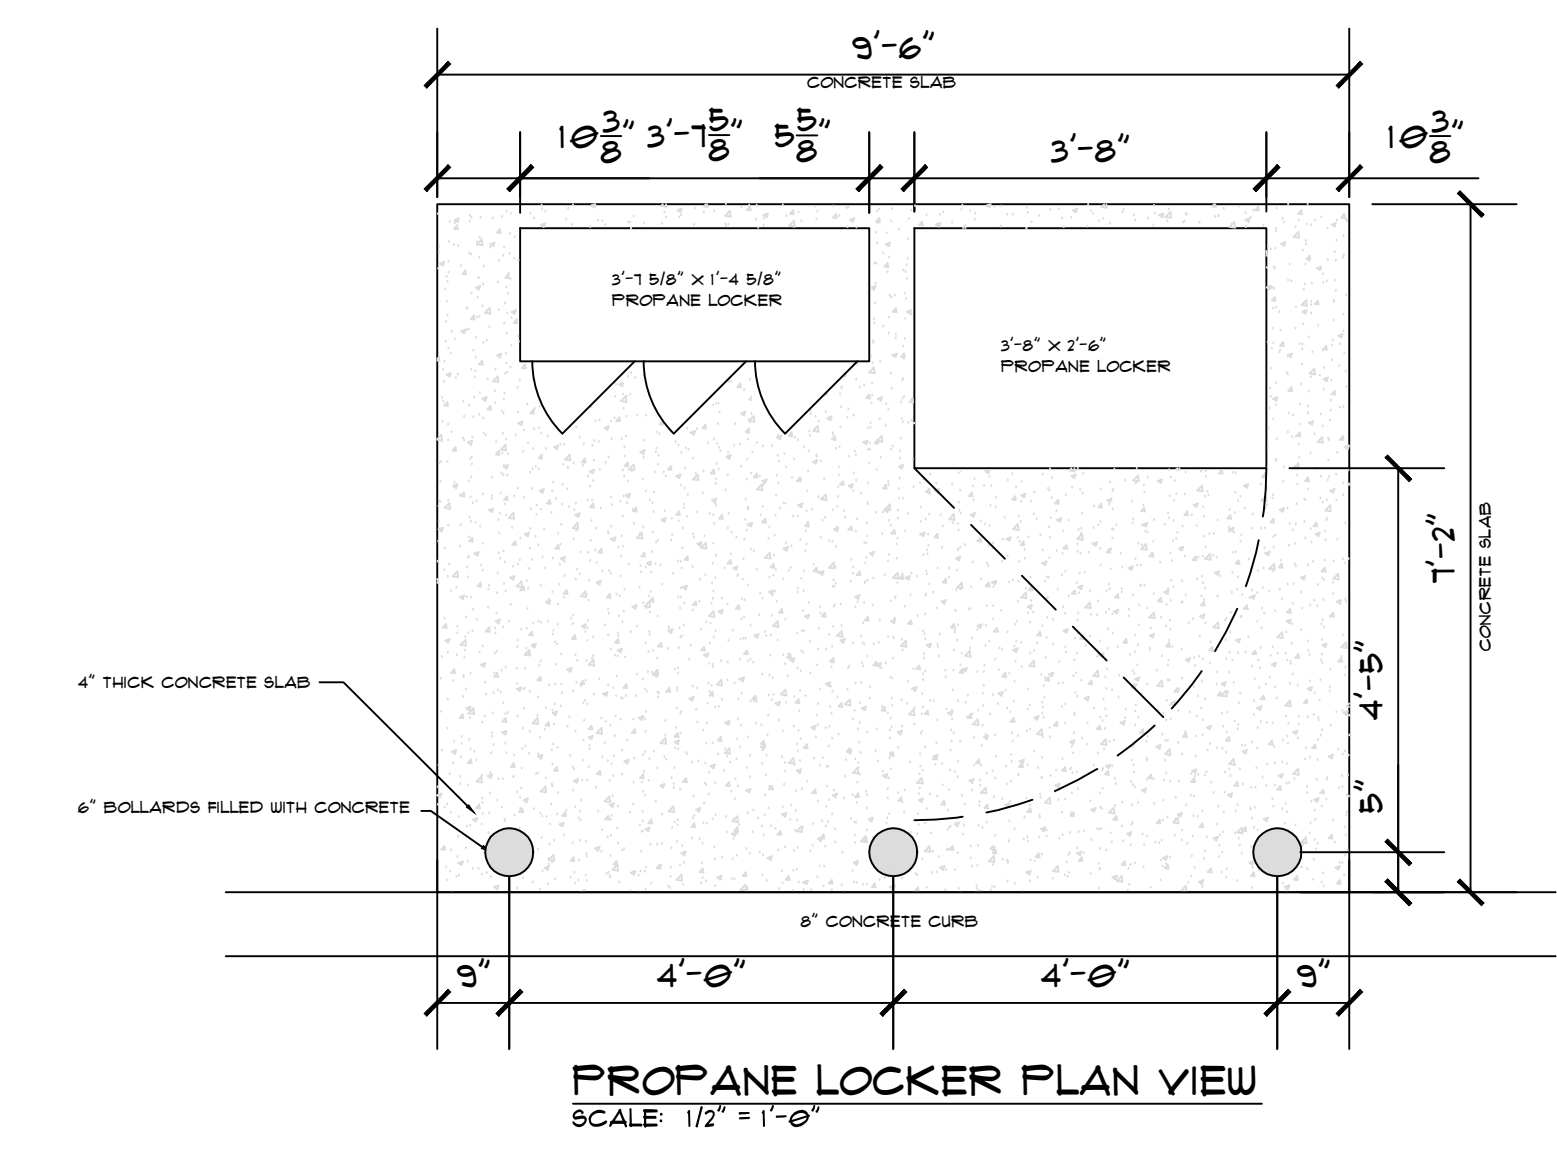 9'-6"
CONCRETE SLAB
10 3/8" 3'-7 5/8" 5 5/8" 3'-8" 10 3/8"
3'-7 5/8" X 1'-4 5/8"
PROPANE LOCKER
3'-8" X 2'-6"
PROPANE LOCKER
7'-2"
CONCRETE SLAB
4'-5"
5"
4" THICK CONCRETE SLAB
6" BOLLARDS FILLED WITH CONCRETE
8" CONCRETE CURB
9" 4'-0" 4'-0" 9"
PROPANE LOCKER PLAN VIEW
SCALE: 1/2" = 1'-0"